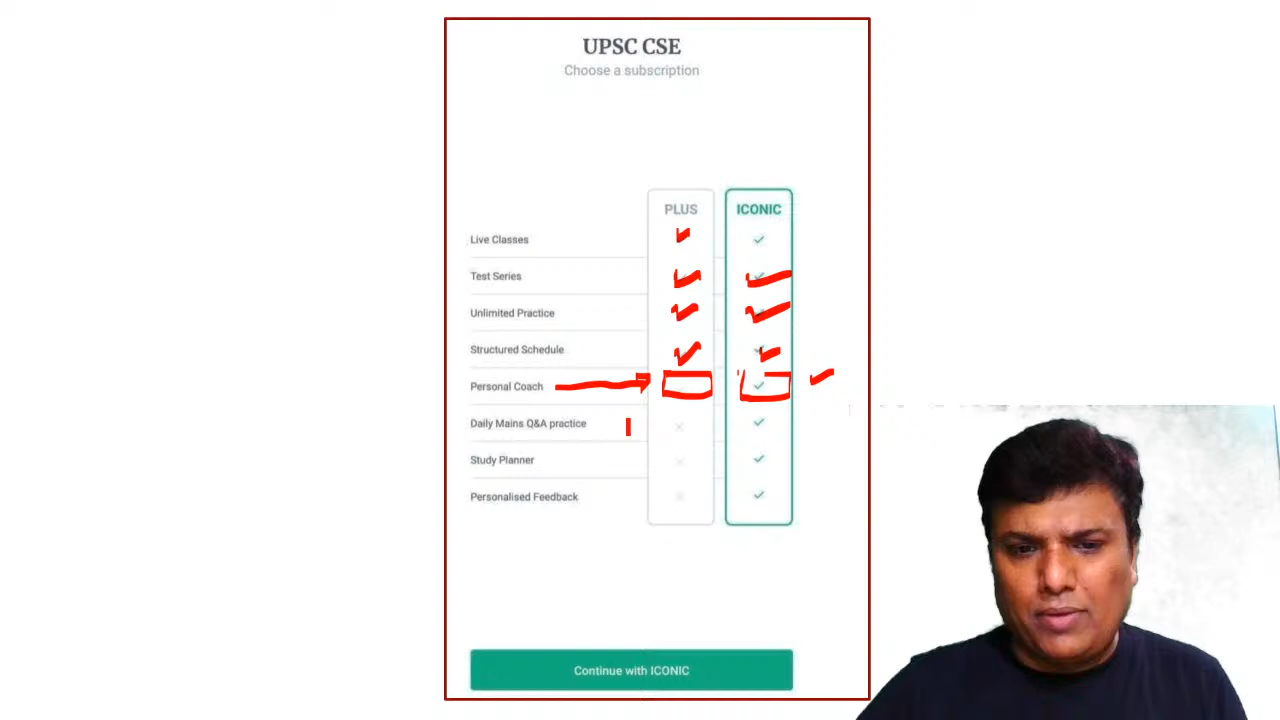 UPSC CSE
Choose a subscription
PLUS ICONIC
Live Classes
Test Series
Unlimited Practice
Structured Schedule
Personal Coach
Daily Mains Q&A practice
Study Planner
Personalised Feedback
Continue with ICONIC